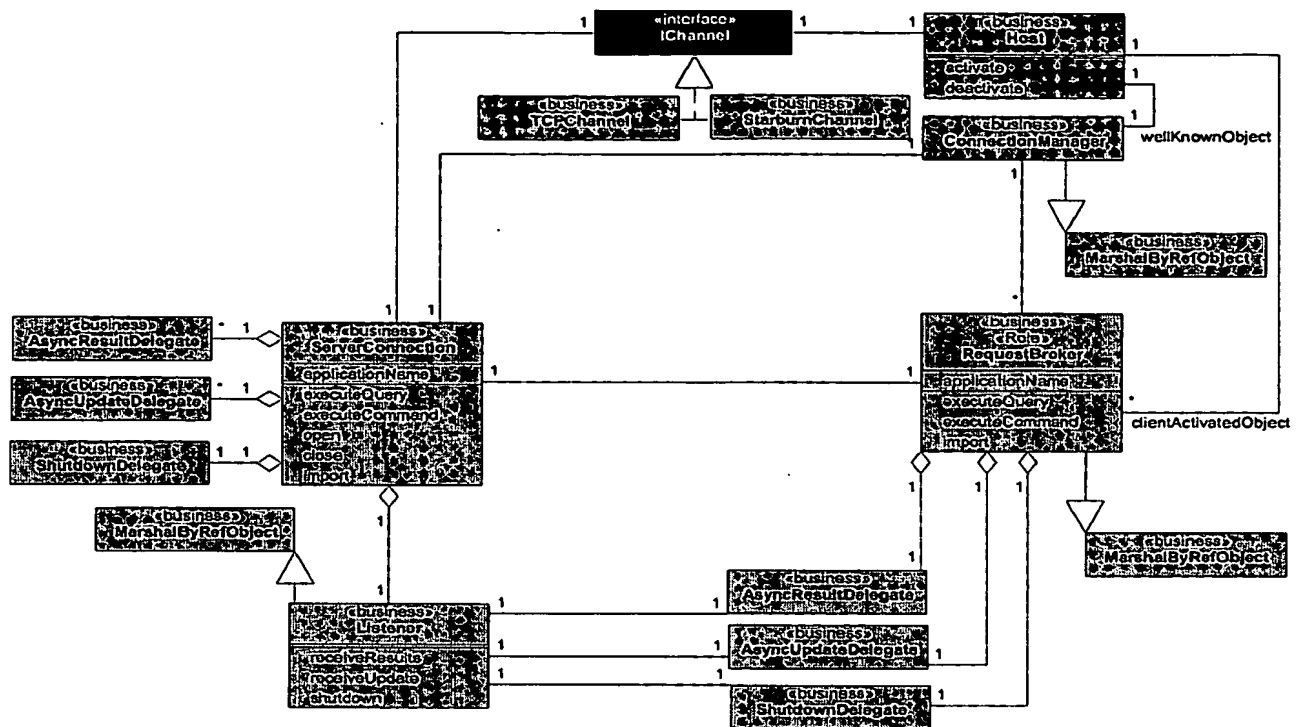 1
«interface»
IChannel
1
1
«business»
Host
activate
deactivate
1
1
«business»
TCPChannel
«business»
StarburnChannel
1
1
«business»
ConnectionManager
wellKnownObject
1
«business»
MarshalByRefObject
1
1
*
«business»
AsyncResultDelegate
*
1
«business»
ServerConnection
applicationName
executeQuery
executeCommand
open
close
import
«business»
«Role»
RequestBroker
applicationName
executeQuery
executeCommand
import
1
1
«business»
AsyncUpdateDelegate
*
1
*
clientActivatedObject
«business»
ShutdownDelegate
1
1
1
1
1
1
«business»
MarshalByRefObject
«business»
MarshalByRefObject
1
«business»
Listener
receiveResults
receiveUpdate
shutdown
1
1
«business»
AsyncResultDelegate
1
1
1
«business»
AsyncUpdateDelegate
1
1
1
«business»
ShutdownDelegate
1